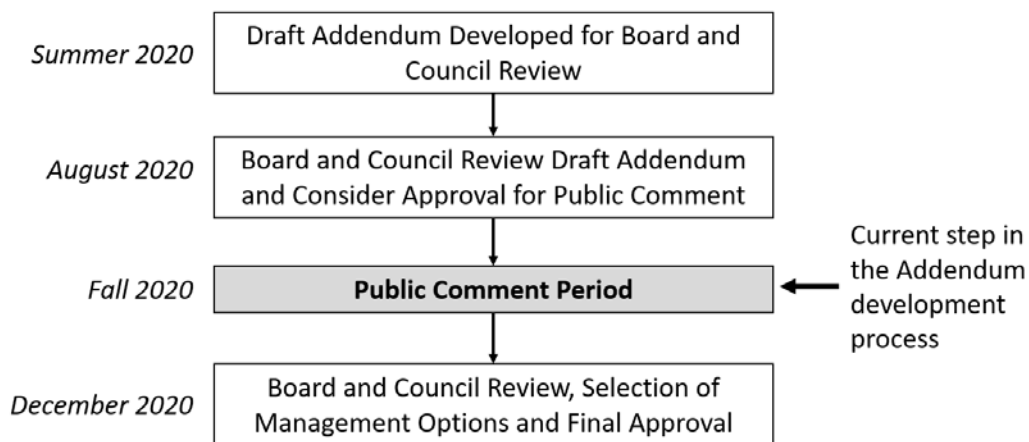 Summer 2020
Draft Addendum Developed for Board and
Council Review
August 2020
Board and Council Review Draft Addendum
and Consider Approval for Public Comment
Fall 2020
Public Comment Period
Current step in
the Addendum
development
process
December 2020
Board and Council Review, Selection of
Management Options and Final Approval